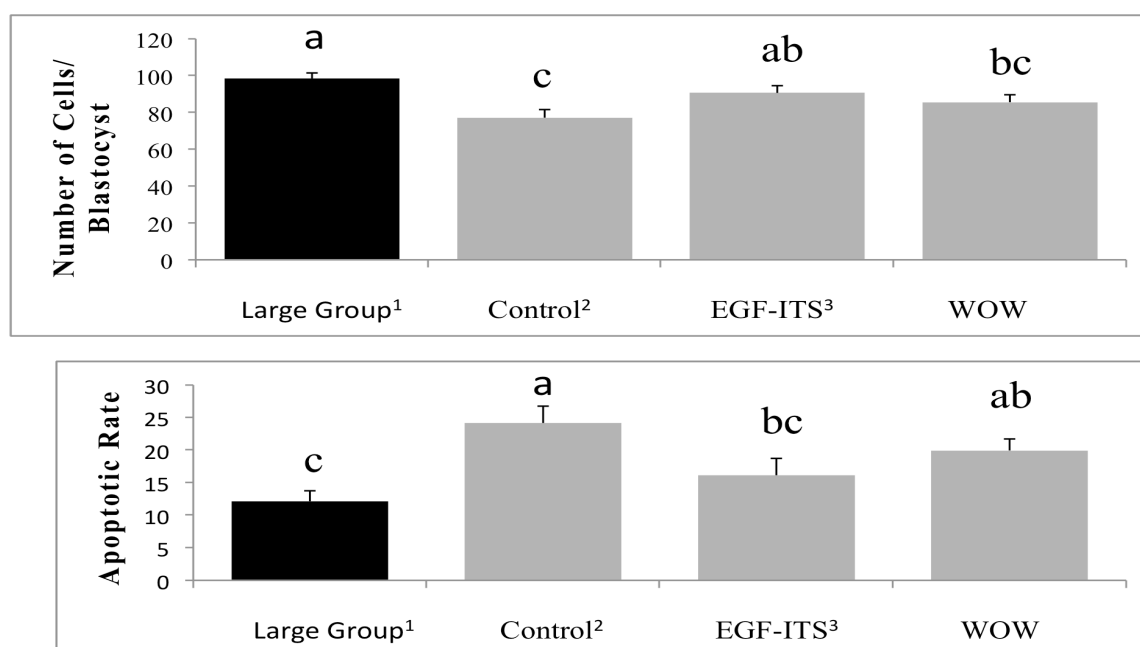 Number of Cells/
Blastocyst
120
100
80
60
40
20
0
a
c
ab
bc
Large Group¹
Control²
EGF-ITS³
WOW
Apoptotic Rate
30
25
20
15
10
5
0
c
a
bc
ab
Large Group¹
Control²
EGF-ITS³
WOW